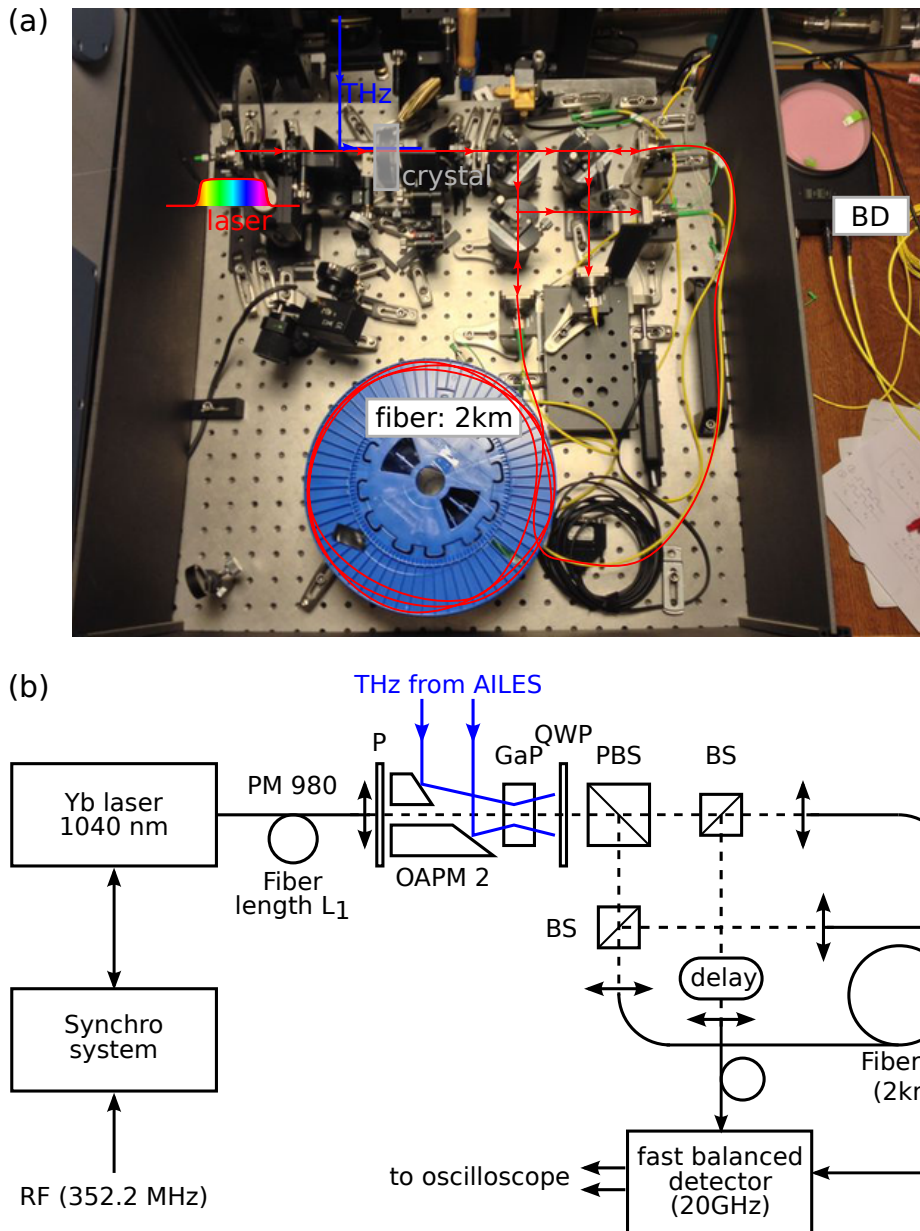 (a)
THz
crystal
laser
BD
fiber: 2km
(b)
THz from AILES
P
GaP
QWP
PBS
BS
Yb laser
1040 nm
PM 980
Fiber
length L1
OAPM 2
BS
delay
Synchro
system
Fiber
(2k
RF (352.2 MHz)
to oscilloscope
fast balanced
detector
(20GHz)